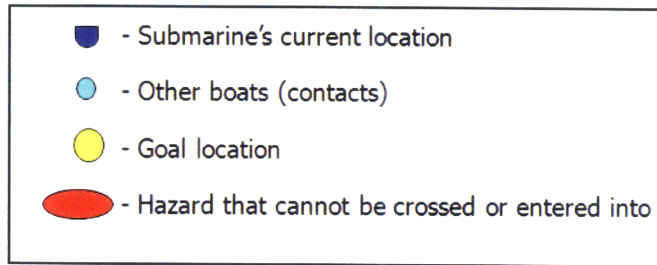 - Submarine's current location
- Other boats (contacts)
- Goal location
- Hazard that cannot be crossed or entered into